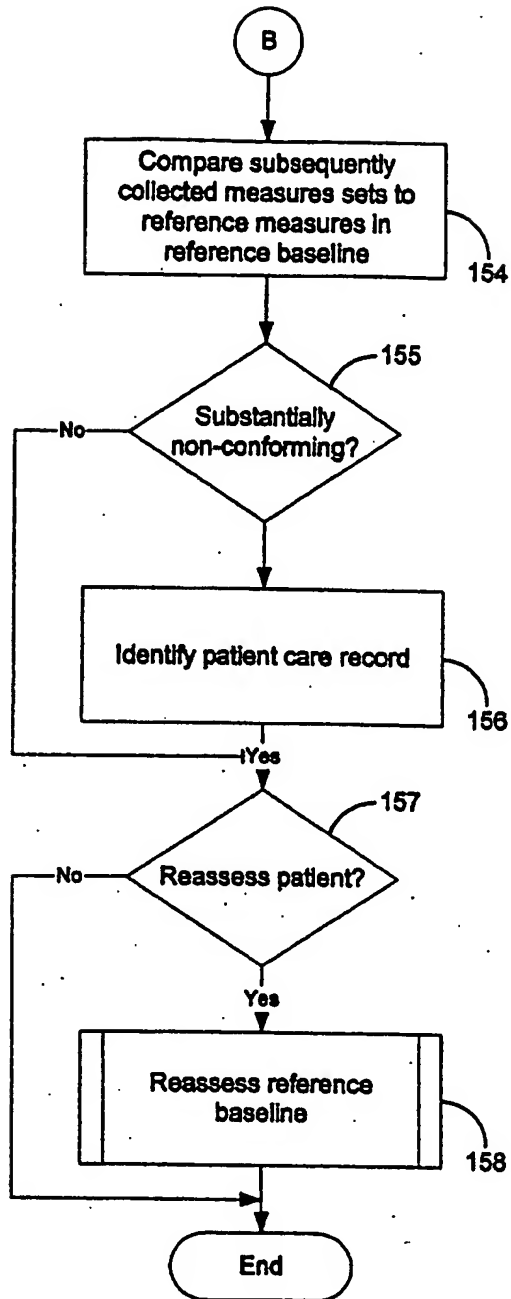 B
Compare subsequently
collected measures sets to
reference measures in
reference baseline
154
155
Substantially
non-conforming?
No
Identify patient care record
156
Yes
157
Reassess patient?
No
Yes
Reassess reference
baseline
158
End